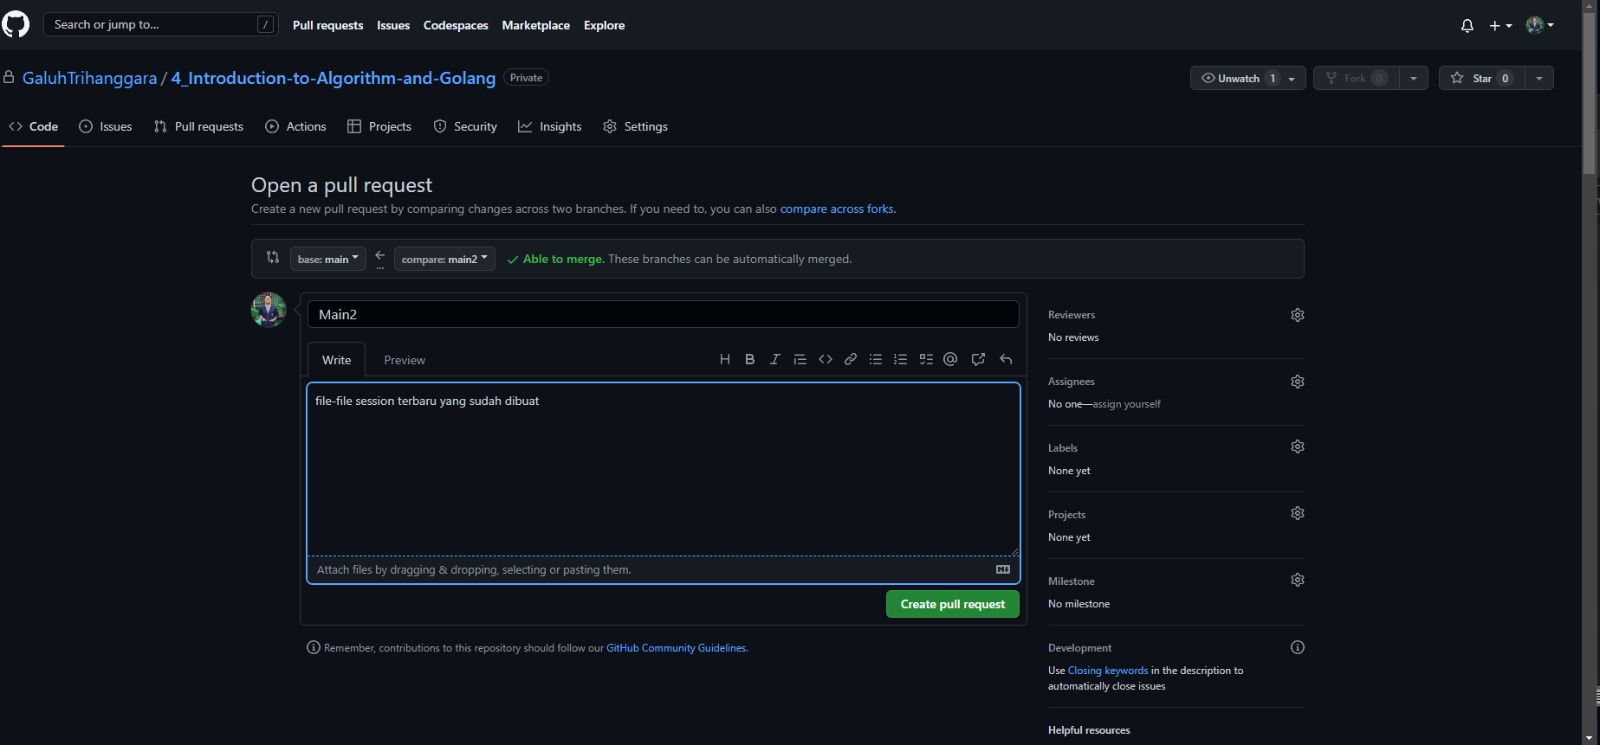 Search or jump to... /
Pull requests Issues Codespaces Marketplace Explore
GaluhTrihanggara / 4_Introduction-to-Algorithm-and-Golang Private
Unwatch 1 Fork 0 Star 0
Code Issues Pull requests Actions Projects Security Insights Settings
Open a pull request
Create a new pull request by comparing changes across two branches. If you need to, you can also compare across forks.
base: main compare: main2 Able to merge. These branches can be automatically merged.
Main2
Write Preview
file-file session terbaru yang sudah dibuat
Attach files by dragging & dropping, selecting or pasting them.
Create pull request
Remember, contributions to this repository should follow our GitHub Community Guidelines.
Reviewers
No reviews
Assignees
No one—assign yourself
Labels
None yet
Projects
None yet
Milestone
No milestone
Development
Use Closing keywords in the description to
automatically close issues
Helpful resources